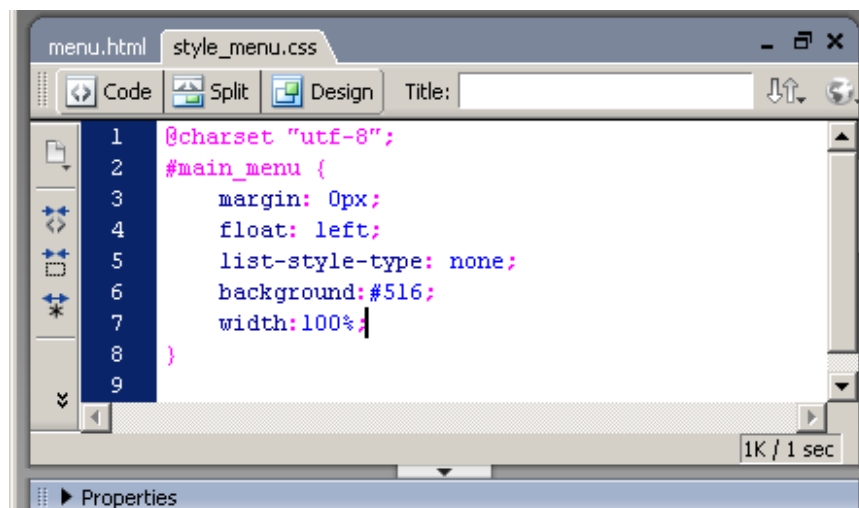 menu.html style_menu.css
Code Split Design Title:
1 @charset "utf-8";
2 #main_menu {
3 margin: 0px;
4 float: left;
5 list-style-type: none;
6 background:#516;
7 width:100%;
8 }
9
1K / 1 sec
Properties